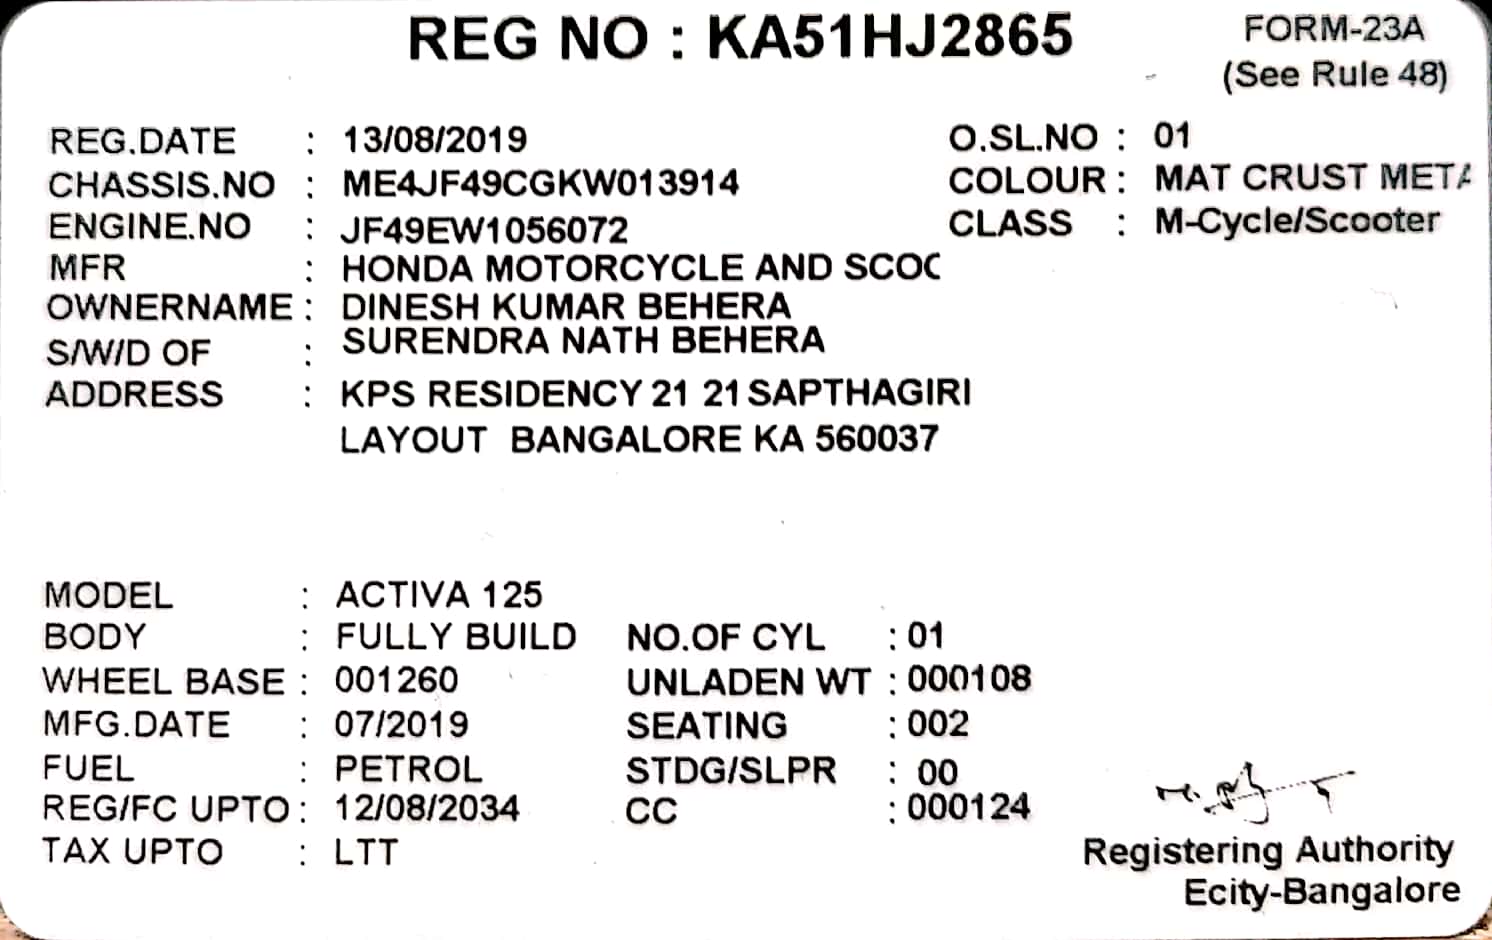 REG NO : KA51HJ2865
FORM-23A
(See Rule 48)
REG.DATE : 13/08/2019 O.SL.NO : 01
CHASSIS.NO : ME4JF49CGKW013914 COLOUR : MAT CRUST META
ENGINE.NO : JF49EW1056072 CLASS : M-Cycle/Scooter
MFR : HONDA MOTORCYCLE AND SCOO
OWNERNAME : DINESH KUMAR BEHERA
S/W/D OF : SURENDRA NATH BEHERA
ADDRESS : KPS RESIDENCY 21 21 SAPTHAGIRI
LAYOUT BANGALORE KA 560037
MODEL : ACTIVA 125
BODY : FULLY BUILD NO.OF CYL : 01
WHEEL BASE : 001260 UNLADEN WT : 000108
MFG.DATE : 07/2019 SEATING : 002
FUEL : PETROL STDG/SLPR : 00
REG/FC UPTO : 12/08/2034 CC : 000124
TAX UPTO : LTT
Registering Authority
Ecity-Bangalore